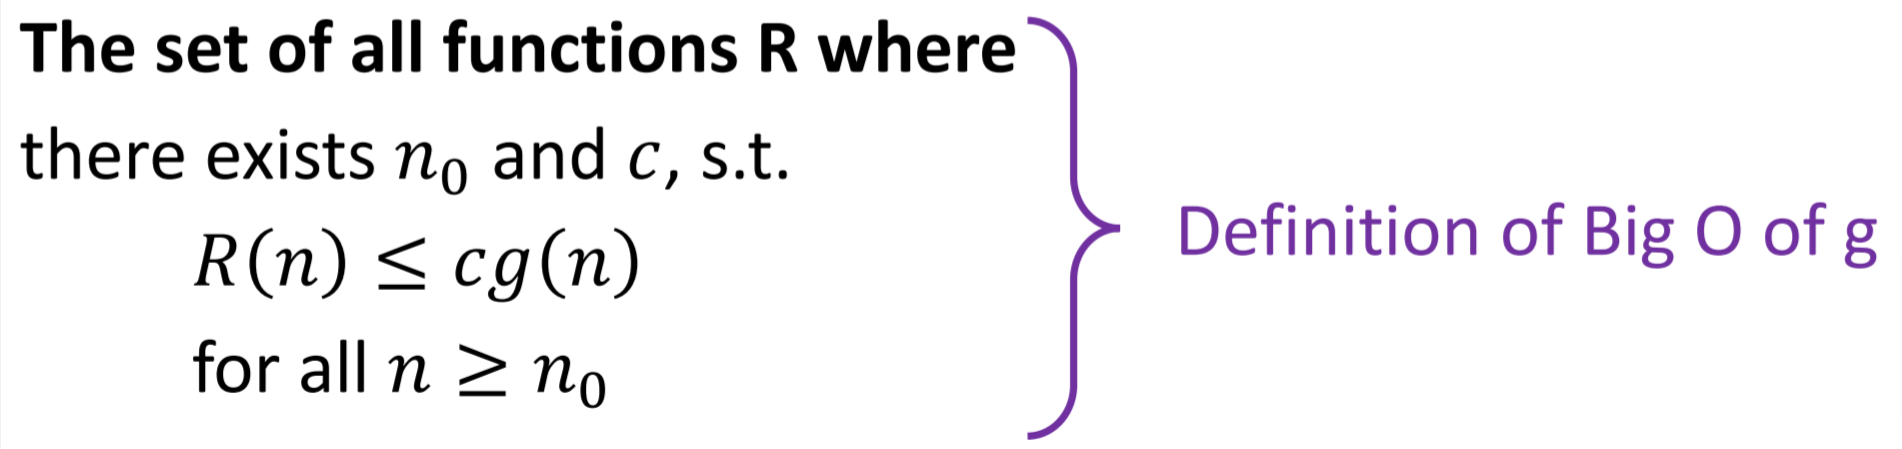 The set of all functions R where
there exists n₀ and c, s.t.
R(n) ≤ cg(n)
for all n ≥ n₀
Definition of Big O of g